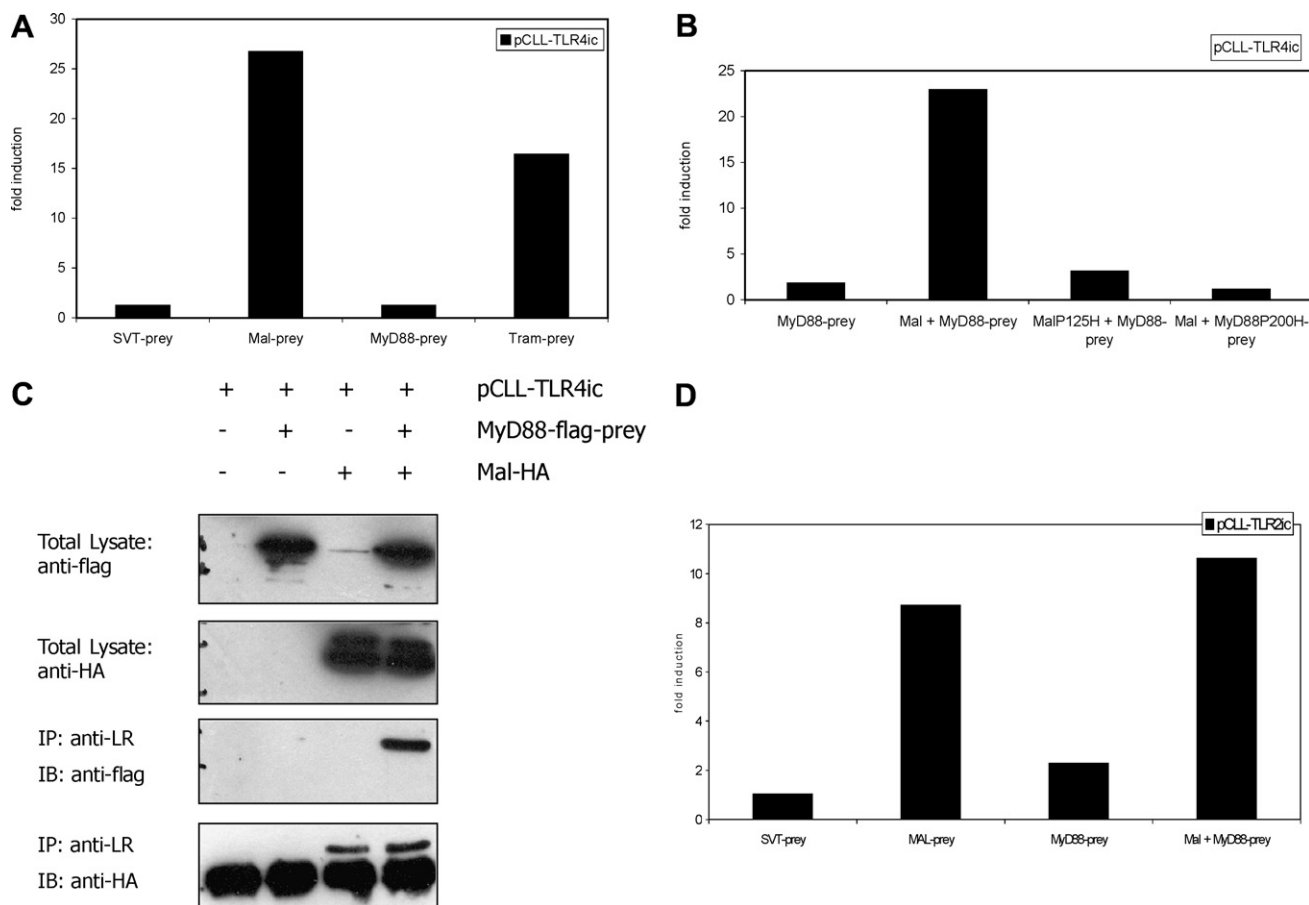 A
30
25
20
15
10
5
0
fold induction
pCLL-TLR4ic
SVT-prey
Mal-prey
MyD88-prey
Tram-prey
B
pCLL-TLR4ic
25
20
15
10
5
0
fold induction
MyD88-prey
Mal + MyD88-prey
MalP125H + MyD88-
prey
Mal + MyD88P200H-
prey
C
+ + + + pCLL-TLR4ic
- + - + MyD88-flag-prey
- - + + Mal-HA
Total Lysate:
anti-flag
Total Lysate:
anti-HA
IP: anti-LR
IB: anti-flag
IP: anti-LR
IB: anti-HA
D
pCLL-TLR2ic
12
10
8
6
4
2
0
fold induction
SVT-prey
MAL-prey
MyD88-prey
Mal + MyD88-prey